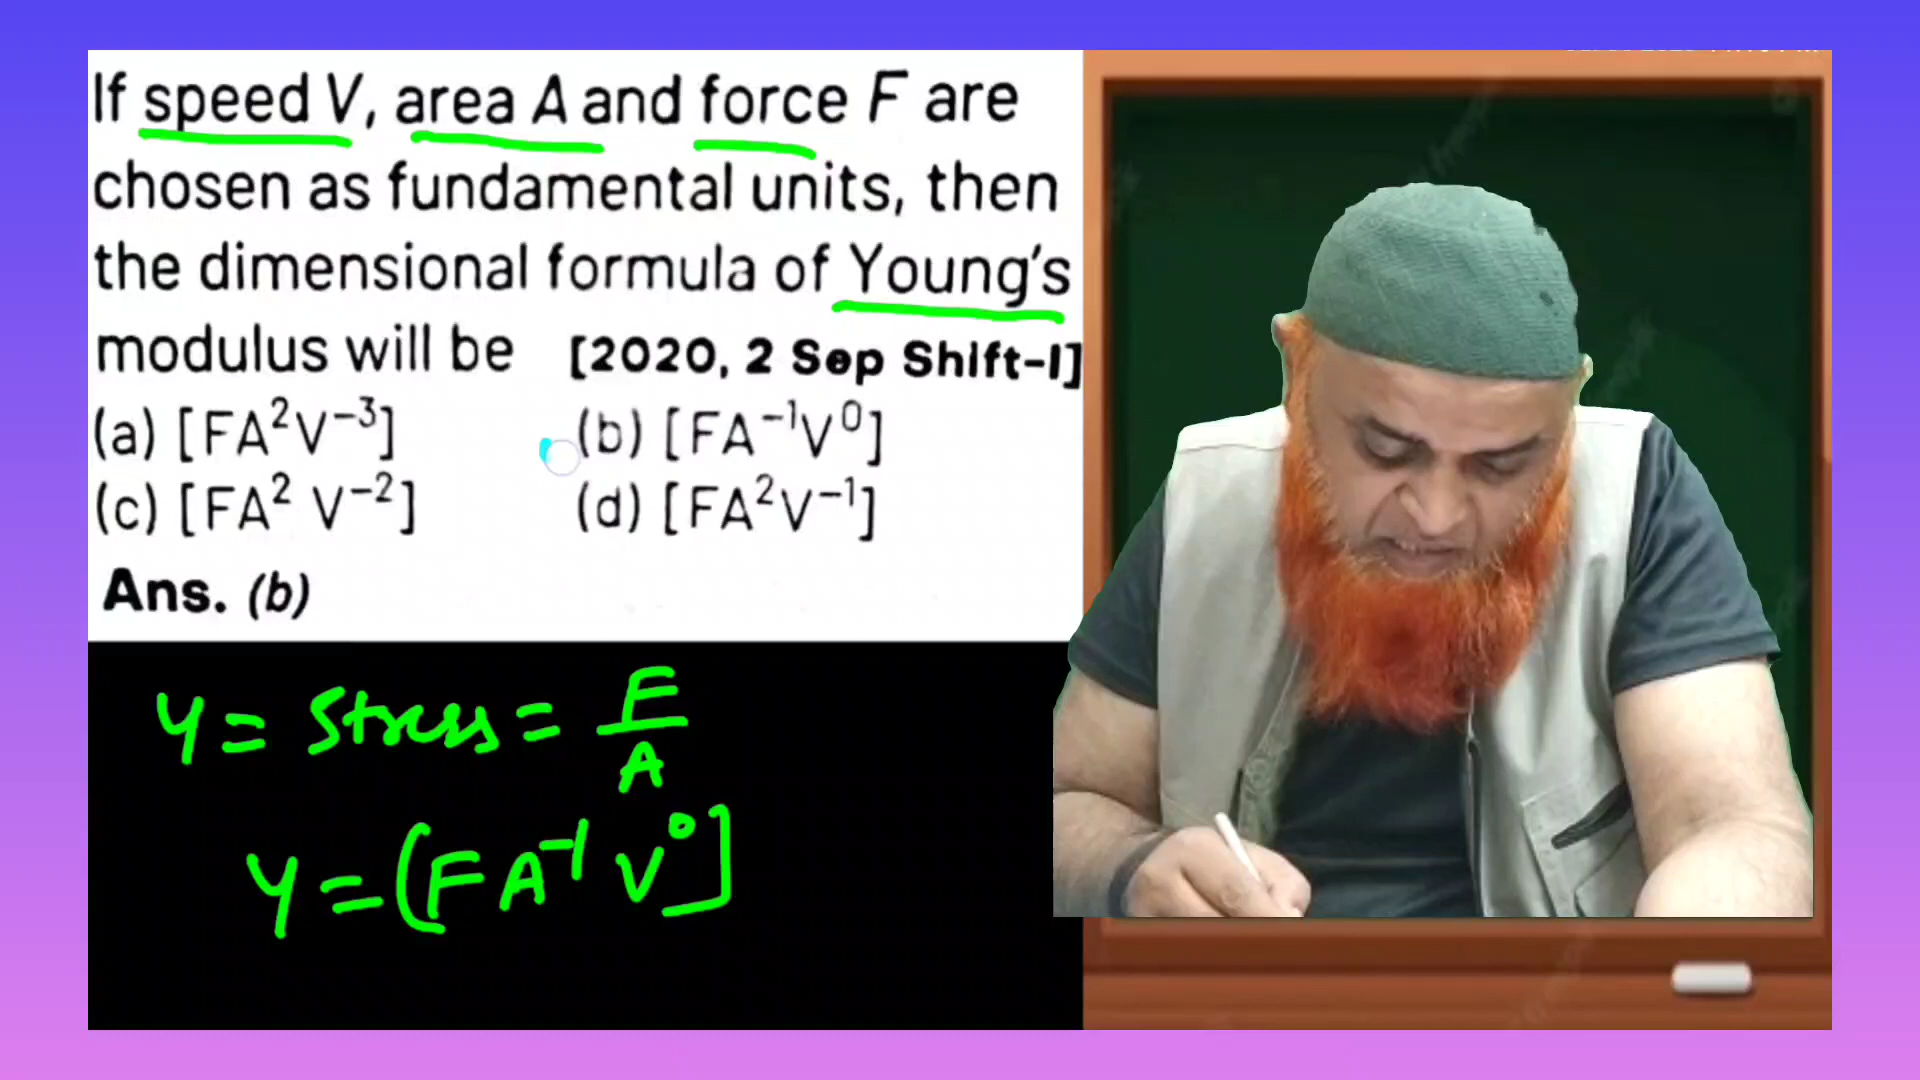 If speed V, area A and force F are
chosen as fundamental units, then
the dimensional formula of Young's
modulus will be [2020, 2 Sep Shift-I]
(a) [FA²V⁻³] (b) [FA⁻¹V⁰]
(c) [FA² V⁻²] (d) [FA²V⁻¹]
Ans. (b)
Y = Stress = F/A
Y = (F A⁻¹ V⁰]